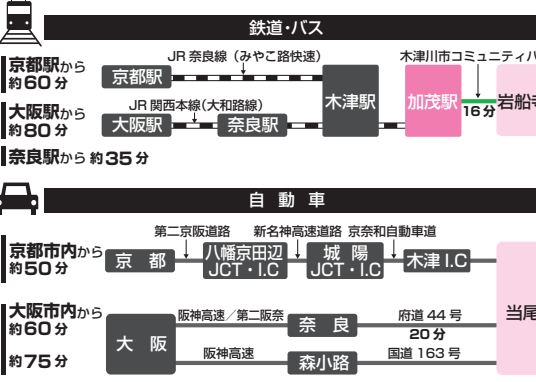 鉄道・バス
京都駅から
約60分
JR 奈良線（みやこ路快速）
京都駅
木津駅
加茂駅
木津川市コミュニティバ
16分
岩船寺
大阪駅から
約80分
JR 関西本線(大和路線)
大阪駅
奈良駅
奈良駅から 約35分
自動車
京都市内から
約50分
第二京阪道路
新名神高速道路
京奈和自動車道
京都
八幡京田辺
JCT・I.C
城陽
JCT・I.C
木津 I.C
当尾
大阪市内から
約60分
約75分
大阪
阪神高速／第二阪奈
奈良
府道 44 号
20分
阪神高速
森小路
国道 163 号